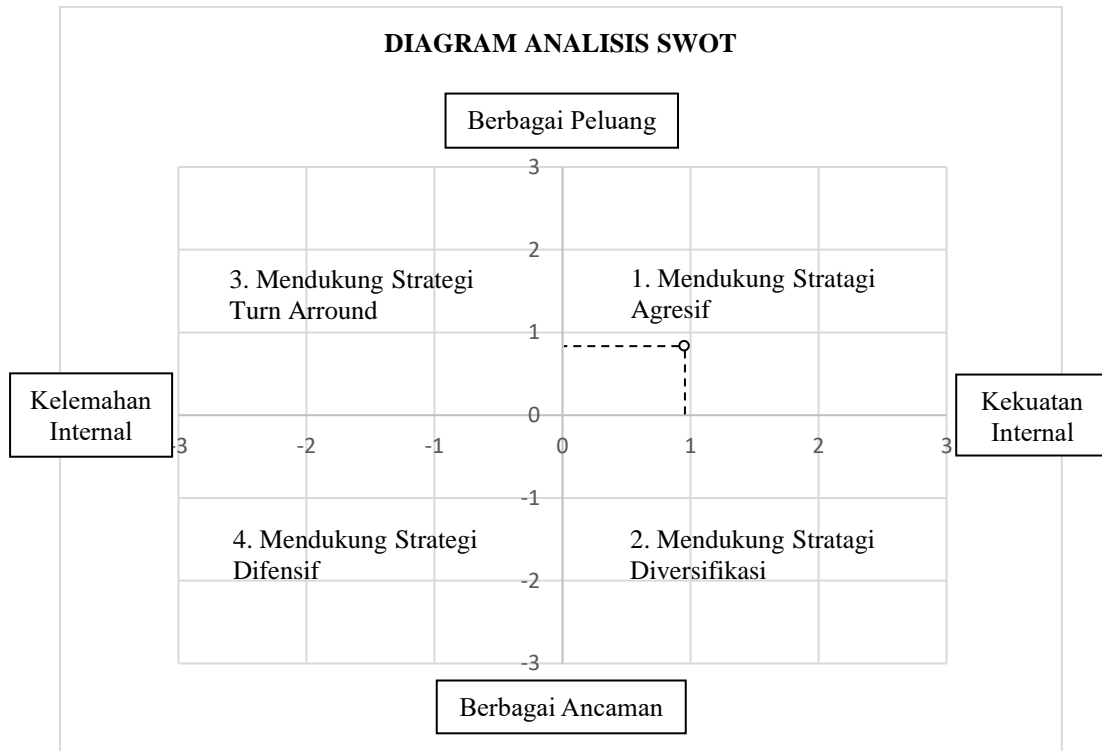 DIAGRAM ANALISIS SWOT
Berbagai Peluang
3
2
3. Mendukung Strategi
Turn Arround
1. Mendukung Stratagi
Agresif
1
Kelemahan
Internal
0
Kekuatan
Internal
-3 -2 -1 0 1 2 3
-1
4. Mendukung Strategi
Difensif
2. Mendukung Stratagi
Diversifikasi
-2
-3
Berbagai Ancaman